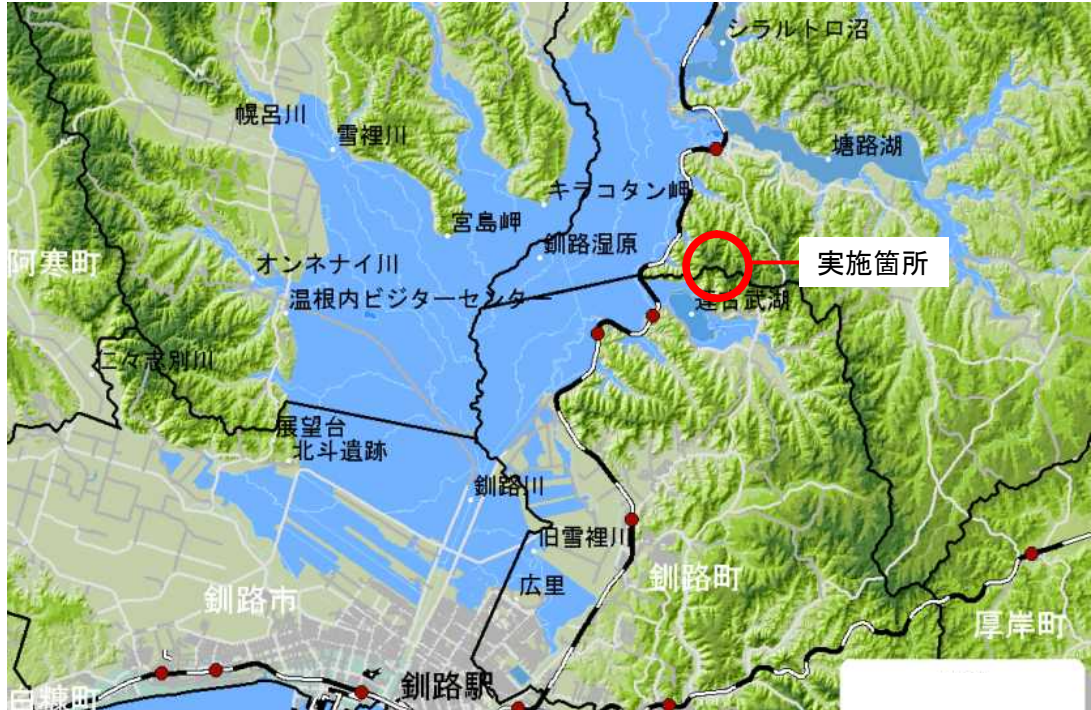 シラルトロ沼
幌呂川
雪裡川
塘路湖
キラコタン岬
宮島岬
釧路湿原
阿寒町
オンネナイ川
実施箇所
温根内ビジターセンター
達古武湖
仁々志別川
展望台
北斗遺跡
釧路川
旧雪裡川
釧路町
広里
釧路市
厚岸町
釧路駅
白糠町